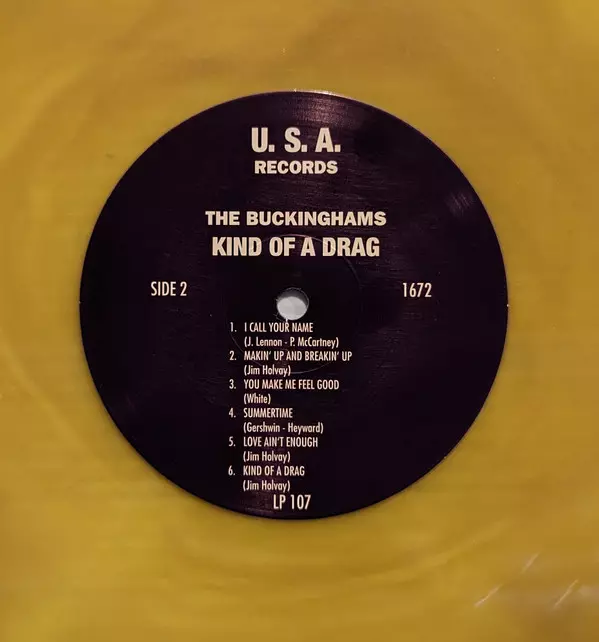 U. S. A.
RECORDS
THE BUCKINGHAMS
KIND OF A DRAG
SIDE 2 1672
1. I CALL YOUR NAME
(J. Lennon - P. McCartney)
2. MAKIN' UP AND BREAKIN' UP
(Jim Holvay)
3. YOU MAKE ME FEEL GOOD
(White)
4. SUMMERTIME
(Gershwin - Heyward)
5. LOVE AIN'T ENOUGH
(Jim Holvay)
6. KIND OF A DRAG
(Jim Holvay)
LP 107